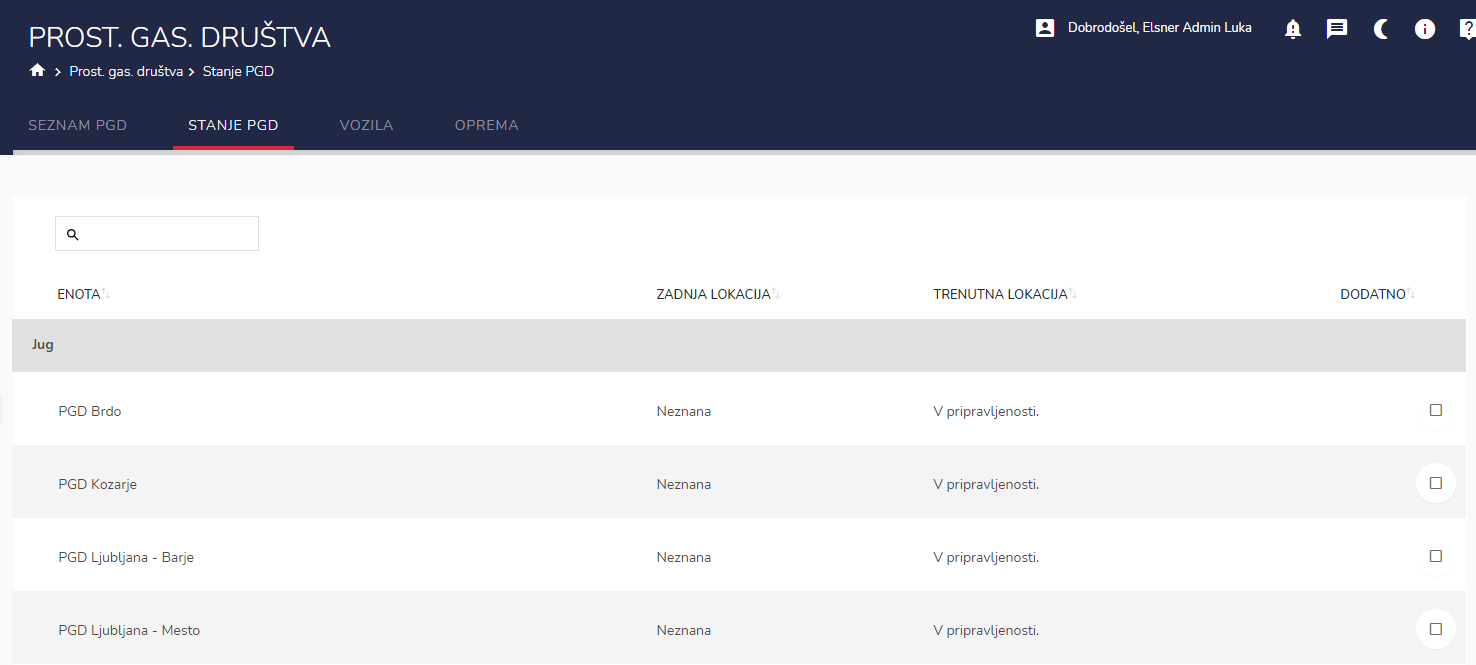 PROST. GAS. DRUŠTVA
Dobrodošel, Elsner Admin Luka
Prost. gas. društva > Stanje PGD
SEZNAM PGD STANJE PGD VOZILA OPREMA
ENOTA ZADNJA LOKACIJA TRENUTNA LOKACIJA DODATNO
Jug
PGD Brdo Neznana V pripravljenosti.
PGD Kozarje Neznana V pripravljenosti.
PGD Ljubljana - Barje Neznana V pripravljenosti.
PGD Ljubljana - Mesto Neznana V pripravljenosti.